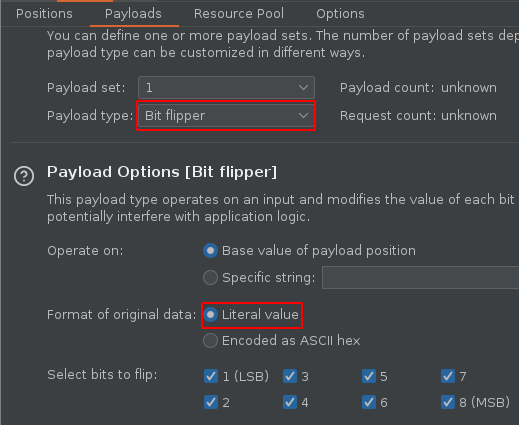 Positions Payloads Resource Pool Options
You can define one or more payload sets. The number of payload sets dep
payload type can be customized in different ways.
Payload set: 1 Payload count: unknown
Payload type: Bit flipper Request count: unknown
? Payload Options [Bit flipper]
This payload type operates on an input and modifies the value of each bit
potentially interfere with application logic.
Operate on: Base value of payload position
Specific string:
Format of original data: Literal value
Encoded as ASCII hex
Select bits to flip: 1 (LSB) 3 5 7
2 4 6 8 (MSB)